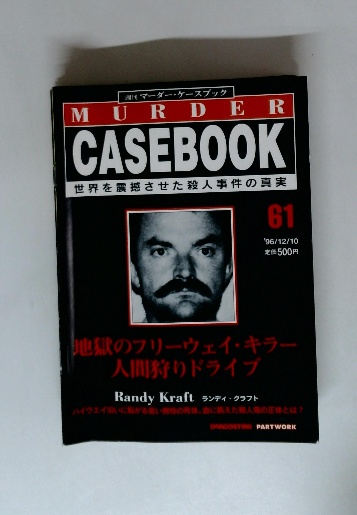 週刊 マーダー・ケースブック
MURDER
CASEBOOK
世界を震撼させた殺人事件の真実
61
'96/12/10
定価500円
地獄のフリーウェイ・キラー
人間狩りドライブ
Randy Kraft ランディ・クラフト
DEAGOSTINI PARTWORK